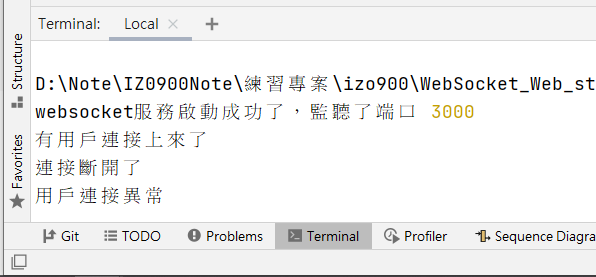 Terminal: Local × +
Structure
Favorites
D:\Note\IZ0900Note\練習專案\izo900\WebSocket_Web_st
websocket服務啟動成功了，監聽了端口 3000
有用戶連接上來了
連接斷開了
用戶連接異常
Git TODO Problems Terminal Profiler Sequence Diagra